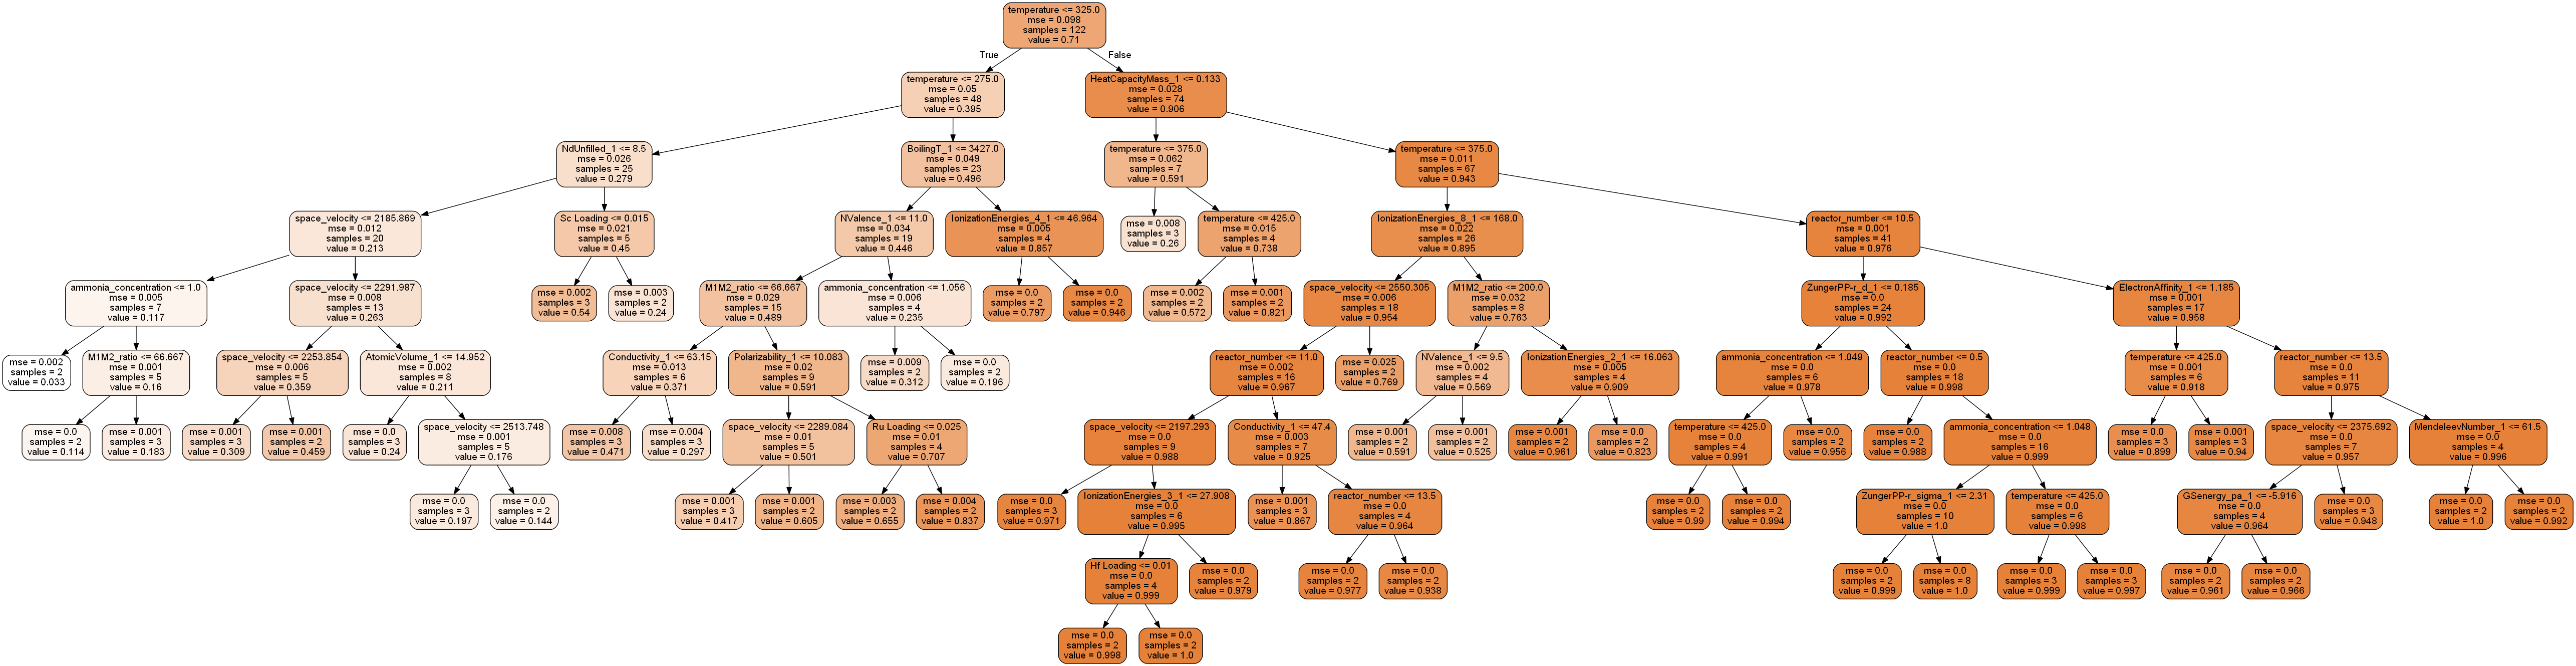 temperature <= 325.0
mse = 0.098
samples = 122
value = 0.71
True
False
temperature <= 275.0
mse = 0.05
samples = 48
value = 0.395
HeatCapacityMass_1 <= 0.133
mse = 0.028
samples = 74
value = 0.906
NdUnfilled_1 <= 8.5
mse = 0.026
samples = 25
value = 0.279
BoilingT_1 <= 3427.0
mse = 0.049
samples = 23
value = 0.496
temperature <= 375.0
mse = 0.062
samples = 7
value = 0.591
temperature <= 375.0
mse = 0.011
samples = 67
value = 0.943
space_velocity <= 2185.869
mse = 0.012
samples = 20
value = 0.213
Sc Loading <= 0.015
mse = 0.021
samples = 5
value = 0.45
NValence_1 <= 11.0
mse = 0.034
samples = 19
value = 0.446
IonizationEnergies_4_1 <= 46.964
mse = 0.005
samples = 4
value = 0.857
mse = 0.008
samples = 3
value = 0.26
temperature <= 425.0
mse = 0.015
samples = 4
value = 0.738
IonizationEnergies_8_1 <= 168.0
mse = 0.022
samples = 26
value = 0.895
reactor_number <= 10.5
mse = 0.001
samples = 41
value = 0.976
ammonia_concentration <= 1.0
mse = 0.005
samples = 7
value = 0.117
space_velocity <= 2291.987
mse = 0.008
samples = 13
value = 0.263
mse = 0.002
samples = 3
value = 0.54
mse = 0.003
samples = 2
value = 0.24
M1M2_ratio <= 66.667
mse = 0.029
samples = 15
value = 0.489
ammonia_concentration <= 1.056
mse = 0.006
samples = 4
value = 0.235
mse = 0.0
samples = 2
value = 0.797
mse = 0.0
samples = 2
value = 0.946
mse = 0.002
samples = 2
value = 0.572
mse = 0.001
samples = 2
value = 0.821
space_velocity <= 2550.305
mse = 0.006
samples = 18
value = 0.954
M1M2_ratio <= 200.0
mse = 0.032
samples = 8
value = 0.763
ZungerPP-r_d_1 <= 0.185
mse = 0.0
samples = 24
value = 0.992
ElectronAffinity_1 <= 1.185
mse = 0.001
samples = 17
value = 0.958
mse = 0.002
samples = 2
value = 0.033
M1M2_ratio <= 66.667
mse = 0.001
samples = 5
value = 0.16
space_velocity <= 2253.854
mse = 0.006
samples = 5
value = 0.359
AtomicVolume_1 <= 14.952
mse = 0.002
samples = 8
value = 0.211
Conductivity_1 <= 63.15
mse = 0.013
samples = 6
value = 0.371
Polarizability_1 <= 10.083
mse = 0.02
samples = 9
value = 0.591
mse = 0.009
samples = 2
value = 0.312
mse = 0.0
samples = 2
value = 0.196
reactor_number <= 11.0
mse = 0.002
samples = 16
value = 0.967
mse = 0.025
samples = 2
value = 0.769
NValence_1 <= 9.5
mse = 0.002
samples = 4
value = 0.569
IonizationEnergies_2_1 <= 16.063
mse = 0.005
samples = 4
value = 0.909
ammonia_concentration <= 1.049
mse = 0.0
samples = 6
value = 0.978
reactor_number <= 0.5
mse = 0.0
samples = 18
value = 0.998
temperature <= 425.0
mse = 0.001
samples = 6
value = 0.918
reactor_number <= 13.5
mse = 0.0
samples = 11
value = 0.975
mse = 0.0
samples = 2
value = 0.114
mse = 0.001
samples = 3
value = 0.183
mse = 0.001
samples = 3
value = 0.309
mse = 0.001
samples = 2
value = 0.459
mse = 0.0
samples = 3
value = 0.24
space_velocity <= 2513.748
mse = 0.001
samples = 5
value = 0.176
mse = 0.008
samples = 3
value = 0.471
mse = 0.004
samples = 3
value = 0.297
space_velocity <= 2289.084
mse = 0.01
samples = 5
value = 0.501
Ru Loading <= 0.025
mse = 0.01
samples = 4
value = 0.707
space_velocity <= 2197.293
mse = 0.0
samples = 9
value = 0.988
Conductivity_1 <= 47.4
mse = 0.003
samples = 7
value = 0.925
mse = 0.001
samples = 2
value = 0.591
mse = 0.001
samples = 2
value = 0.525
mse = 0.001
samples = 2
value = 0.961
mse = 0.0
samples = 2
value = 0.823
temperature <= 425.0
mse = 0.0
samples = 4
value = 0.991
mse = 0.0
samples = 2
value = 0.956
mse = 0.0
samples = 2
value = 0.988
ammonia_concentration <= 1.048
mse = 0.0
samples = 16
value = 0.999
mse = 0.0
samples = 3
value = 0.899
mse = 0.001
samples = 3
value = 0.94
space_velocity <= 2375.692
mse = 0.0
samples = 7
value = 0.957
MendeleevNumber_1 <= 61.5
mse = 0.0
samples = 4
value = 0.996
mse = 0.0
samples = 3
value = 0.197
mse = 0.0
samples = 2
value = 0.144
mse = 0.001
samples = 3
value = 0.417
mse = 0.001
samples = 2
value = 0.605
mse = 0.003
samples = 2
value = 0.655
mse = 0.004
samples = 2
value = 0.837
mse = 0.0
samples = 3
value = 0.971
IonizationEnergies_3_1 <= 27.908
mse = 0.0
samples = 6
value = 0.995
mse = 0.001
samples = 3
value = 0.867
reactor_number <= 13.5
mse = 0.0
samples = 4
value = 0.964
mse = 0.0
samples = 2
value = 0.99
mse = 0.0
samples = 2
value = 0.994
ZungerPP-r_sigma_1 <= 2.31
mse = 0.0
samples = 10
value = 1.0
temperature <= 425.0
mse = 0.0
samples = 6
value = 0.998
GSenergy_pa_1 <= -5.916
mse = 0.0
samples = 4
value = 0.964
mse = 0.0
samples = 3
value = 0.948
mse = 0.0
samples = 2
value = 1.0
mse = 0.0
samples = 2
value = 0.992
Hf Loading <= 0.01
mse = 0.0
samples = 4
value = 0.999
mse = 0.0
samples = 2
value = 0.979
mse = 0.0
samples = 2
value = 0.977
mse = 0.0
samples = 2
value = 0.938
mse = 0.0
samples = 2
value = 0.999
mse = 0.0
samples = 8
value = 1.0
mse = 0.0
samples = 3
value = 0.999
mse = 0.0
samples = 3
value = 0.997
mse = 0.0
samples = 2
value = 0.961
mse = 0.0
samples = 2
value = 0.966
mse = 0.0
samples = 2
value = 0.998
mse = 0.0
samples = 2
value = 1.0